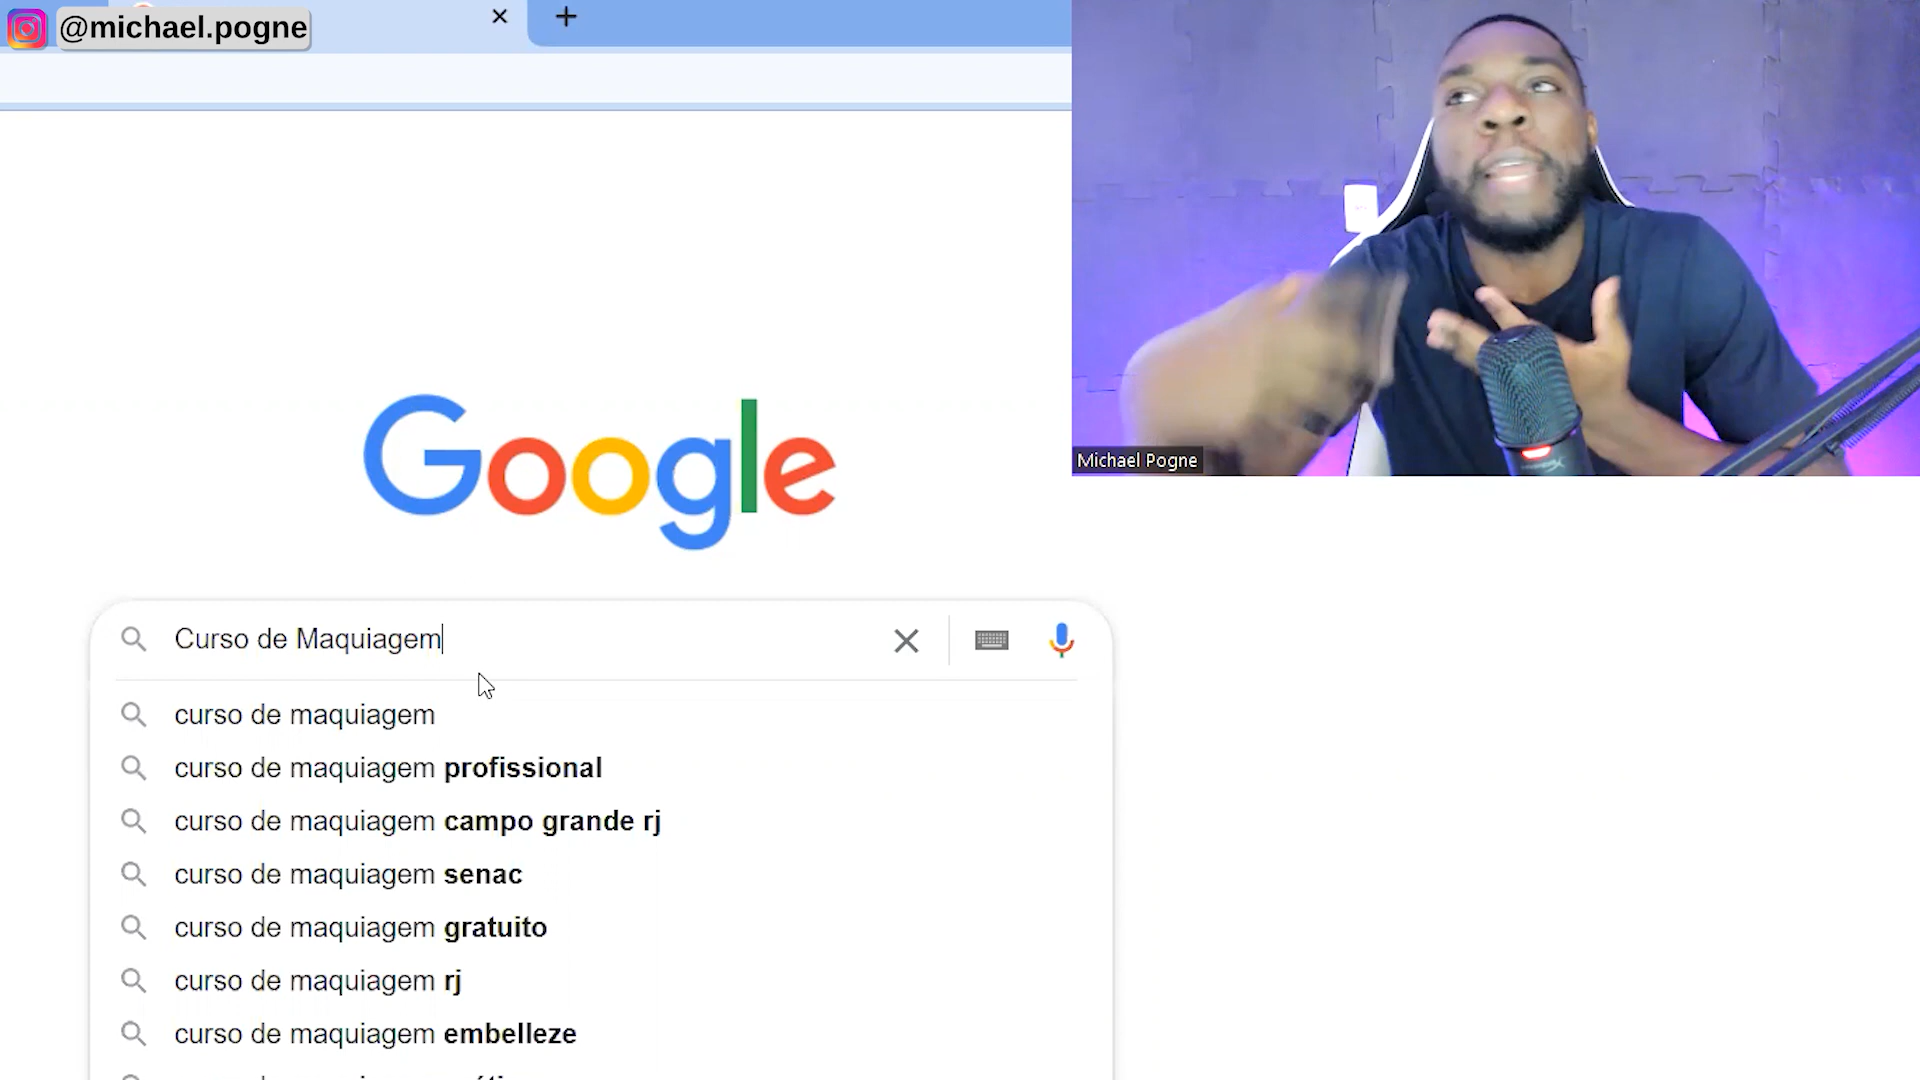 @michael.pogne
Michael Pogne
Google
Curso de Maquiagem
curso de maquiagem
curso de maquiagem profissional
curso de maquiagem campo grande rj
curso de maquiagem senac
curso de maquiagem gratuito
curso de maquiagem rj
curso de maquiagem embelleze